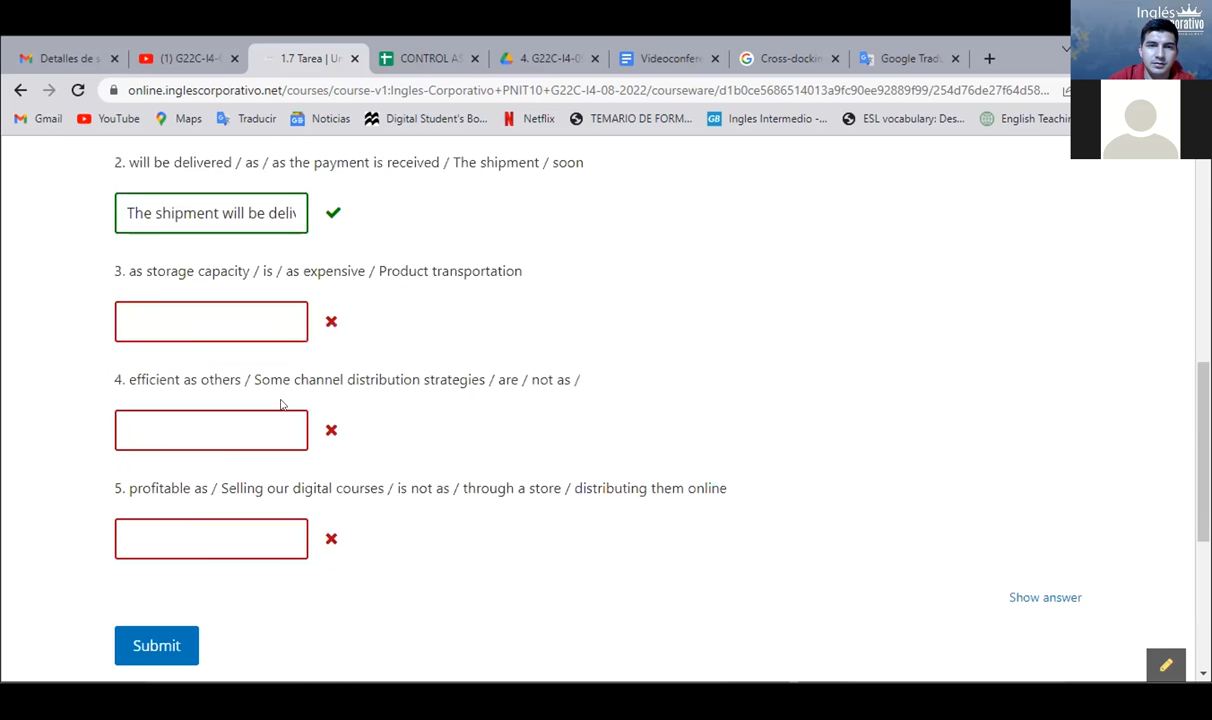 Inglés
Corporativo
Detalles de s
(1) G22C-I4-
1.7 Tarea | Un
CONTROL AS
4. G22C-I4-0
Videoconfere
Cross-dockin
Google Trad
online.inglescorporativo.net/courses/course-v1:Ingles-Corporativo+PNIT10+G22C-I4-08-2022/courseware/d1b0ce5686514013a9fc90ee92889f99/254d76de27f64d58...
Gmail
YouTube
Maps
Traducir
Noticias
Digital Student's Bo...
Netflix
TEMARIO DE FORM...
Ingles Intermedio -...
ESL vocabulary: Des...
English Teachin
2. will be delivered / as / as the payment is received / The shipment / soon
The shipment will be deliv
3. as storage capacity / is / as expensive / Product transportation
4. efficient as others / Some channel distribution strategies / are / not as /
5. profitable as / Selling our digital courses / is not as / through a store / distributing them online
Show answer
Submit